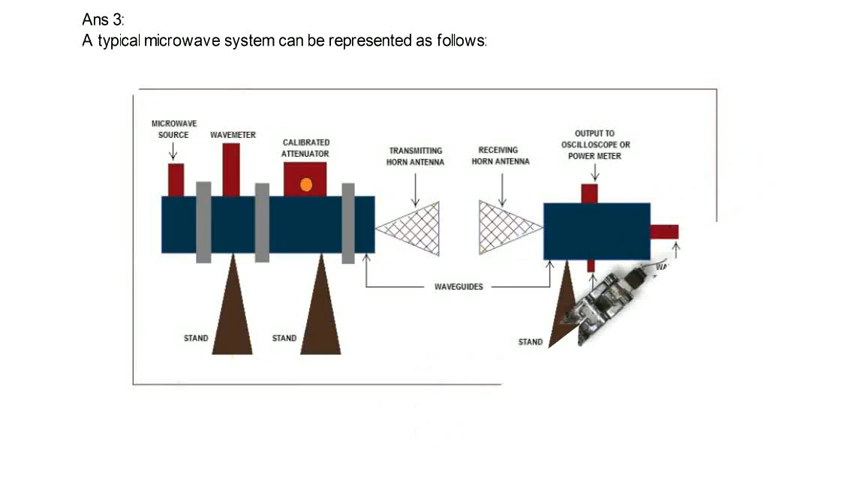 Ans 3:
A typical microwave system can be represented as follows:
MICROWAVE
SOURCE
WAVEMETER
CALIBRATED
ATTENUATOR
TRANSMITTING
HORN ANTENNA
RECEIVING
HORN ANTENNA
OUTPUT TO
OSCILLOSCOPE OR
POWER METER
WAVEGUIDES
STAND
STAND
STAND